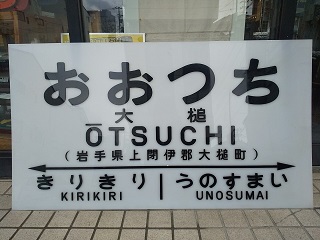 おおつち
大槌
ŌTSUCHI
(岩手県上閉伊郡大槌町)
きりきり | うのすまい
KIRIKIRI UNOSUMAI